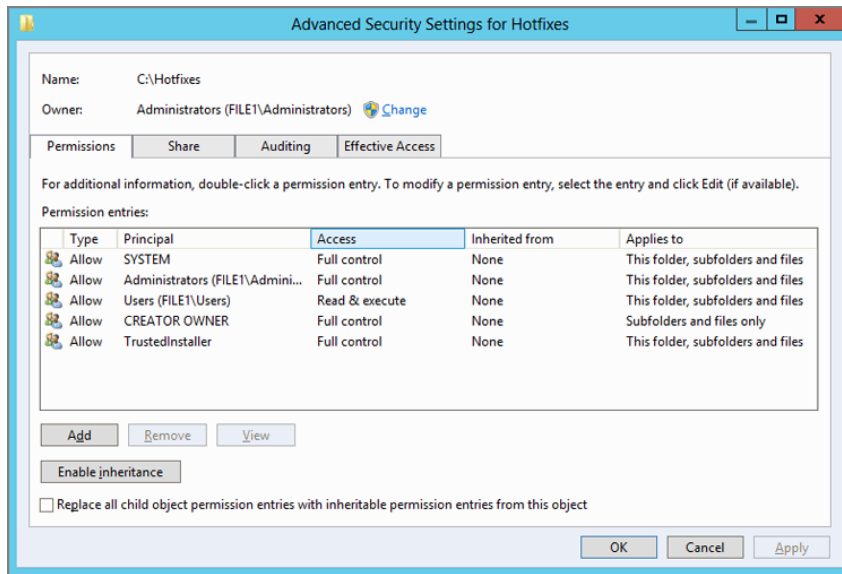 Advanced Security Settings for Hotfixes
Name: C:\Hotfixes
Owner: Administrators (FILE1\Administrators) Change
Permissions Share Auditing Effective Access
For additional information, double-click a permission entry. To modify a permission entry, select the entry and click Edit (if available).
Permission entries:
Type Principal Access Inherited from Applies to
Allow SYSTEM Full control None This folder, subfolders and files
Allow Administrators (FILE1\Admini... Full control None This folder, subfolders and files
Allow Users (FILE1\Users) Read & execute None This folder, subfolders and files
Allow CREATOR OWNER Full control None Subfolders and files only
Allow TrustedInstaller Full control None This folder, subfolders and files
Add Remove View
Enable inheritance
Replace all child object permission entries with inheritable permission entries from this object
OK Cancel Apply